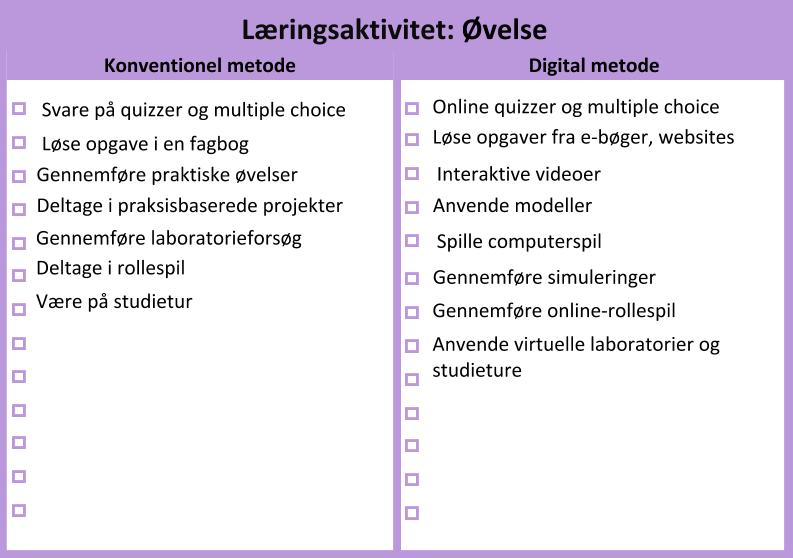 Læringsaktivitet: Øvelse
Konventionel metode
Svare på quizzer og multiple choice
Løse opgave i en fagbog
Gennemføre praktiske øvelser
Deltage i praksisbaserede projekter
Gennemføre laboratorieforsøg
Deltage i rollespil
Være på studietur
Digital metode
Online quizzer og multiple choice
Løse opgaver fra e-bøger, websites
Interaktive videoer
Anvende modeller
Spille computerspil
Gennemføre simuleringer
Gennemføre online-rollespil
Anvende virtuelle laboratorier og
studieture